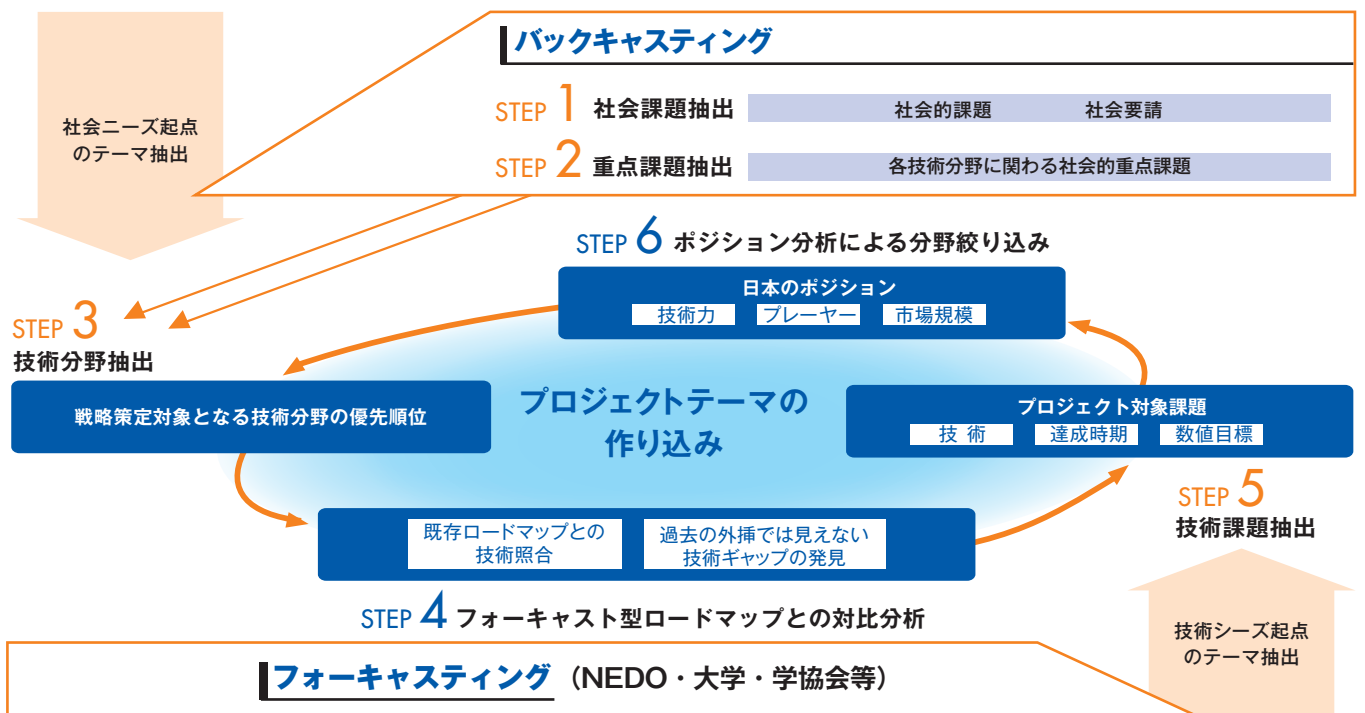 バックキャスティング
STEP 1 社会課題抽出 社会的課題 社会要請
STEP 2 重点課題抽出 各技術分野に関わる社会的重点課題
社会ニーズ起点
のテーマ抽出
STEP 6 ポジション分析による分野絞り込み
日本のポジション
技術力 プレーヤー 市場規模
STEP 3
技術分野抽出
戦略策定対象となる技術分野の優先順位
プロジェクトテーマの
作り込み
プロジェクト対象課題
技 術 達成時期 数値目標
STEP 5
技術課題抽出
既存ロードマップとの
技術照合
過去の外挿では見えない
技術ギャップの発見
STEP 4 フォーキャスト型ロードマップとの対比分析
技術シーズ起点
のテーマ抽出
フォーキャスティング（NEDO・大学・学協会等）